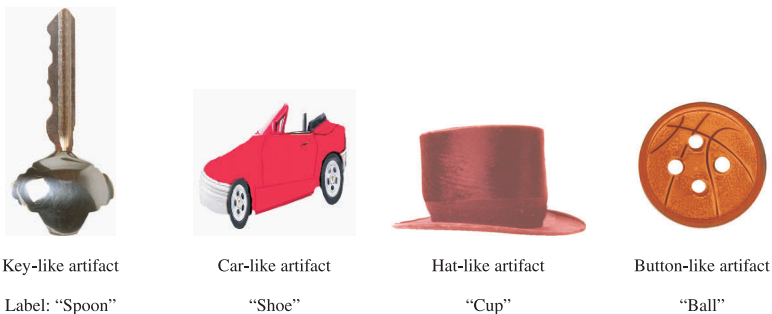 Key-like artifact
Car-like artifact
Hat-like artifact
Button-like artifact
Label: “Spoon”
“Shoe”
“Cup”
“Ball”